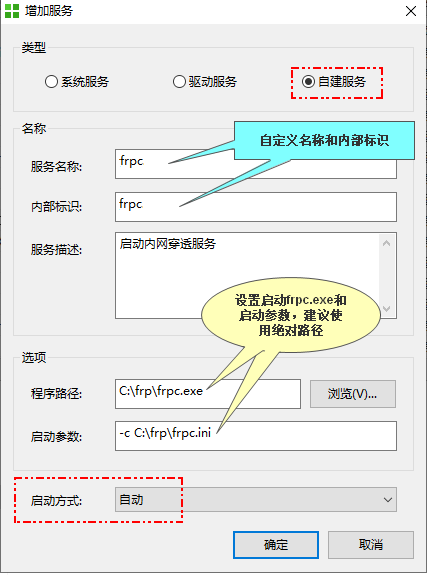 增加服务
类型
系统服务
驱动服务
自建服务
名称
自定义名称和内部标识
服务名称:
frpc
内部标识:
frpc
服务描述:
启动内网穿透服务
设置启动frpc.exe和
启动参数，建议使
用绝对路径
选项
程序路径:
C:\frp\frpc.exe
浏览(V)...
启动参数:
-c C:\frp\frpc.ini
启动方式:
自动
确定
取消